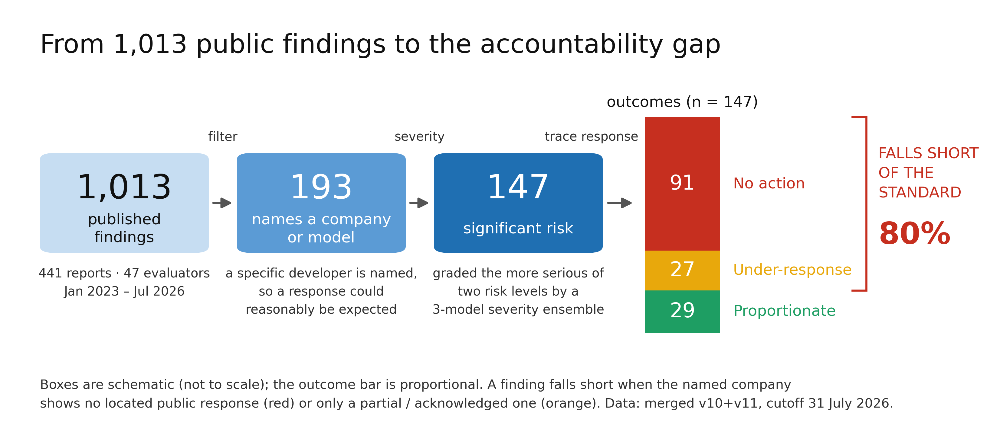 From 1,013 public findings to the accountability gap
outcomes (n = 147)
filter
severity
trace response
1,013
published
findings
193
names a company
or model
147
significant risk
441 reports · 47 evaluators
Jan 2023 – Jul 2026
a specific developer is named,
so a response could
reasonably be expected
graded the more serious of
two risk levels by a
3-model severity ensemble
91
No action
27
Under-response
29
Proportionate
FALLS SHORT
OF THE
STANDARD
80%
Boxes are schematic (not to scale); the outcome bar is proportional. A finding falls short when the named company
shows no located public response (red) or only a partial / acknowledged one (orange). Data: merged v10+v11, cutoff 31 July 2026.